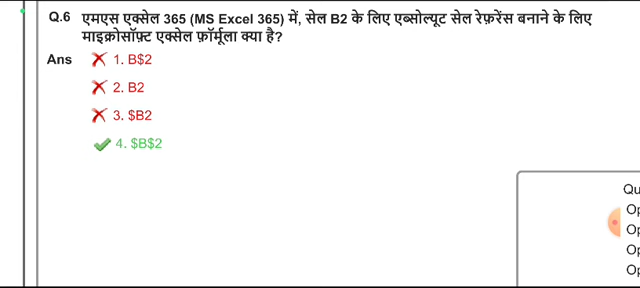 Q.6 एमएस एक्सेल 365 (MS Excel 365) में, सेल B2 के लिए एब्सोल्यूट सेल रेफ़रेंस बनाने के लिए
माइक्रोसॉफ़्ट एक्सेल फ़ॉर्मूला क्या है?
Ans 1. B$2
2. B2
3. $B2
4. $B$2
Qu
Op
Op
Op
Op